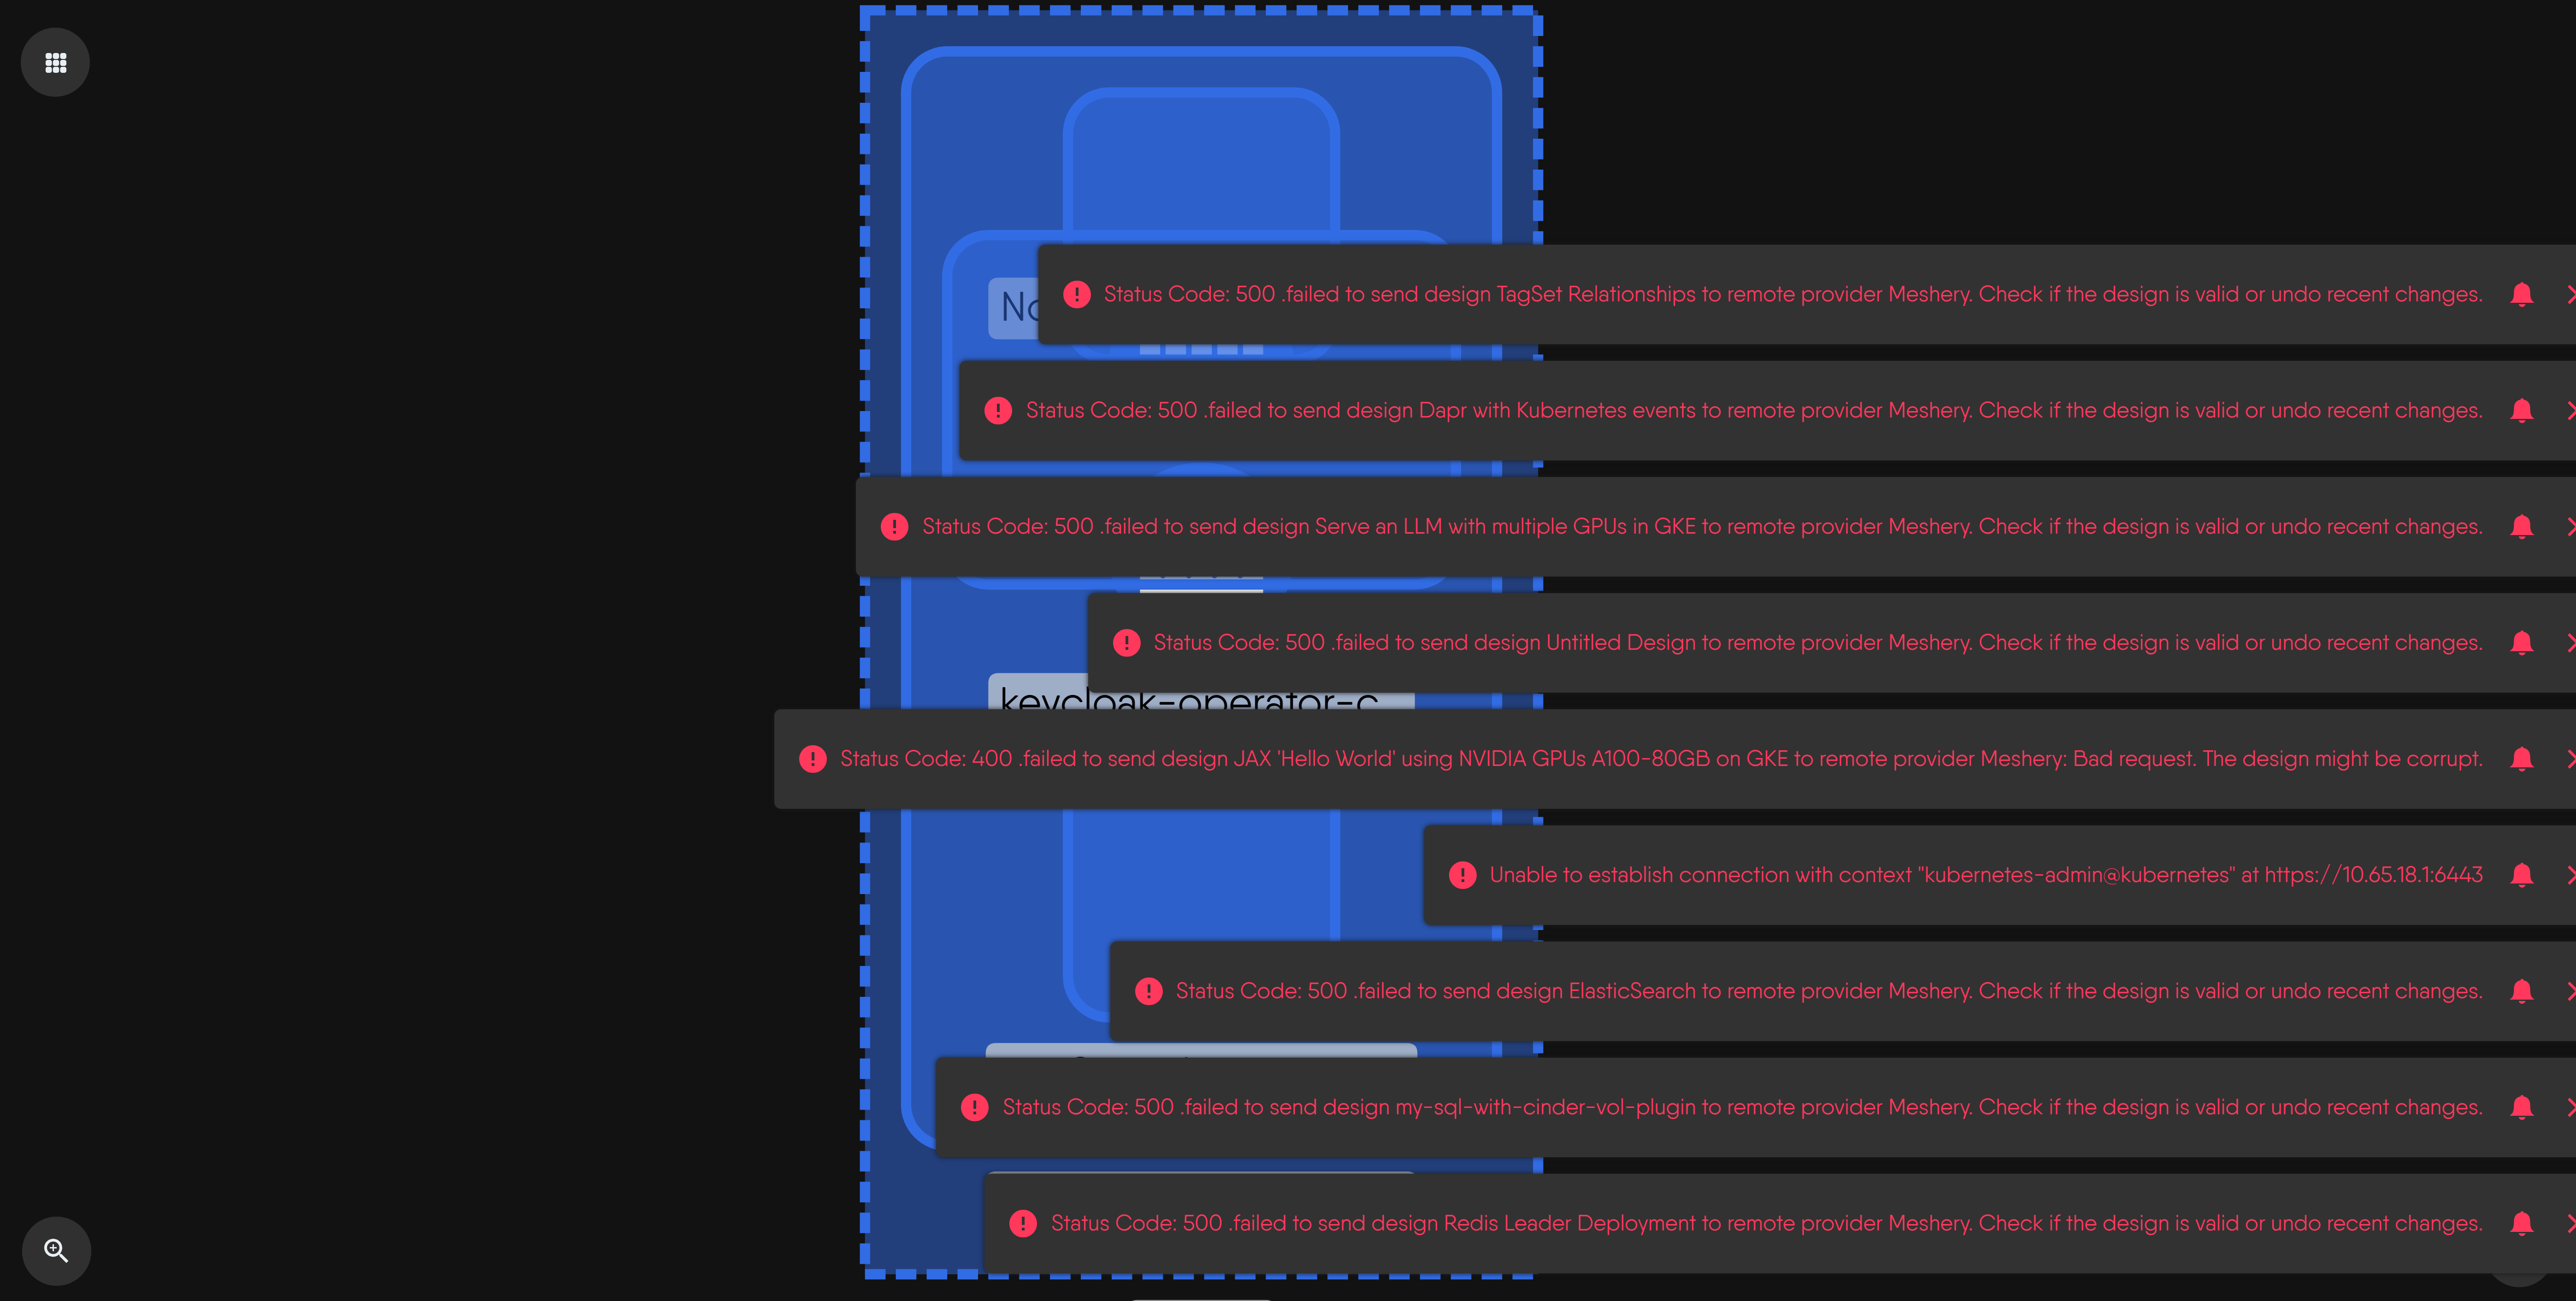 No
Status Code: 500 .failed to send design TagSet Relationships to remote provider Meshery. Check if the design is valid or undo recent changes.
Status Code: 500 .failed to send design Dapr with Kubernetes events to remote provider Meshery. Check if the design is valid or undo recent changes.
Status Code: 500 .failed to send design Serve an LLM with multiple GPUs in GKE to remote provider Meshery. Check if the design is valid or undo recent changes.
Status Code: 500 .failed to send design Untitled Design to remote provider Meshery. Check if the design is valid or undo recent changes.
keycloak-operator-c
Status Code: 400 .failed to send design JAX 'Hello World' using NVIDIA GPUs A100-80GB on GKE to remote provider Meshery: Bad request. The design might be corrupt.
Unable to establish connection with context "kubernetes-admin@kubernetes" at https://10.65.18.1:6443
Status Code: 500 .failed to send design ElasticSearch to remote provider Meshery. Check if the design is valid or undo recent changes.
Status Code: 500 .failed to send design my-sql-with-cinder-vol-plugin to remote provider Meshery. Check if the design is valid or undo recent changes.
Status Code: 500 .failed to send design Redis Leader Deployment to remote provider Meshery. Check if the design is valid or undo recent changes.